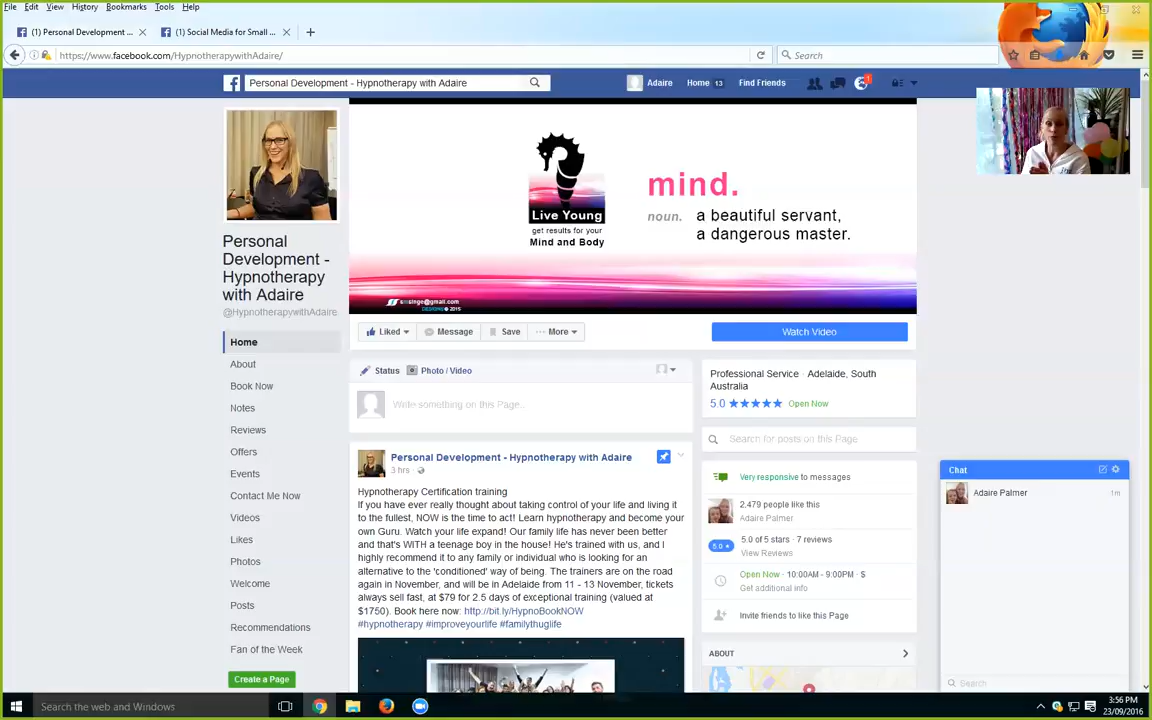 File Edit View History Bookmarks Tools Help
(1) Personal Development ...
(1) Social Media for Small ...
https://www.facebook.com/HypnotherapywithAdaire/
Search
Personal Development - Hypnotherapy with Adaire
Adaire Home 13 Find Friends
Live Young
get results for your
Mind and Body
mind.
noun. a beautiful servant,
a dangerous master.
Personal
Development -
Hypnotherapy
with Adaire
@HypnotherapywithAdaire
Liked Message Save More
Watch Video
Home
About
Book Now
Notes
Reviews
Offers
Events
Contact Me Now
Videos
Likes
Photos
Welcome
Posts
Recommendations
Fan of the Week
Create a Page
Status Photo / Video
Write something on this Page..
Personal Development - Hypnotherapy with Adaire
3 hrs
Hypnotherapy Certification training
If you have ever really thought about taking control of your life and living it
to the fullest, NOW is the time to act! Learn hypnotherapy and become your
own Guru. Watch your life expand! Our family life has never been better
and that's WITH a teenage boy in the house! He's trained with us, and I
highly recommend it to any family or individual who is looking for an
alternative to the 'conditioned' way of being. The trainers are on the road
again in November, and will be in Adelaide from 11 - 13 November, tickets
always sell fast, at $79 for 2.5 days of exceptional training (valued at
$1750). Book here now: http://bit.ly/HypnoBookNOW
#hypnotherapy #improveyourlife #familythuglife
Professional Service · Adelaide, South
Australia
5.0 Open Now
Search for posts on this Page
Very responsive to messages
2,479 people like this
Adaire Palmer
5.0 5.0 of 5 stars · 7 reviews
View Reviews
Open Now · 10:00AM - 9:00PM · $
Get additional info
Invite friends to like this Page
ABOUT
Chat
Adaire Palmer 1m
Search
Search the web and Windows
3:56 PM
23/09/2016